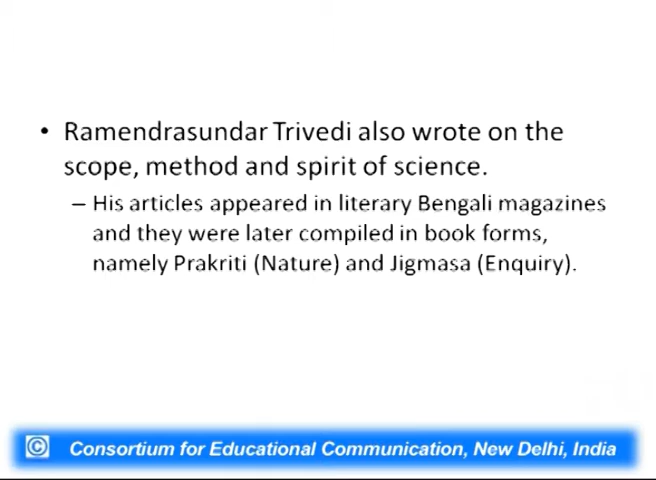 • Ramendrasundar Trivedi also wrote on the
scope, method and spirit of science.
– His articles appeared in literary Bengali magazines
and they were later compiled in book forms,
namely Prakriti (Nature) and Jigmasa (Enquiry).
© Consortium for Educational Communication, New Delhi, India